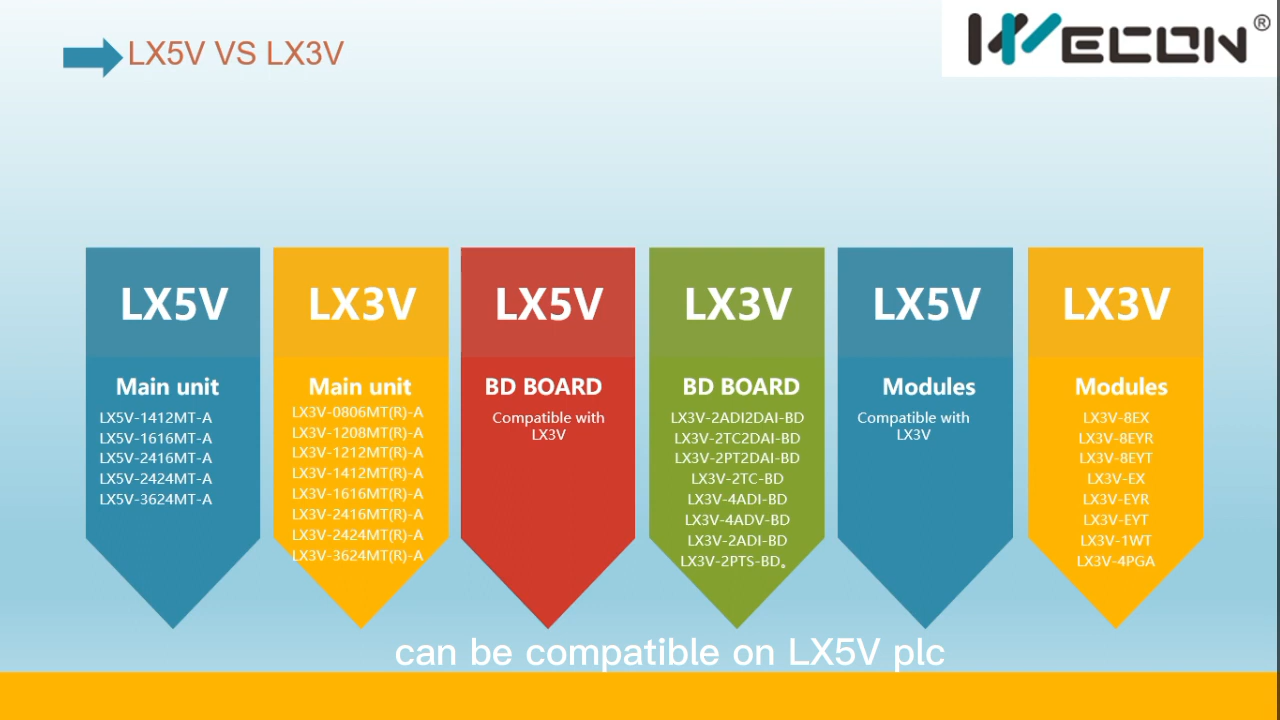 LX5V VS LX3V
WECON®
LX5V
Main unit
LX5V-1412MT-A
LX5V-1616MT-A
LX5V-2416MT-A
LX5V-2424MT-A
LX5V-3624MT-A
LX3V
Main unit
LX3V-0806MT(R)-A
LX3V-1208MT(R)-A
LX3V-1212MT(R)-A
LX3V-1412MT(R)-A
LX3V-1616MT(R)-A
LX3V-2416MT(R)-A
LX3V-2424MT(R)-A
LX3V-3624MT(R)-A
LX5V
BD BOARD
Compatible with
LX3V
LX3V
BD BOARD
LX3V-2ADI2DAI-BD
LX3V-2TC2DAI-BD
LX3V-2PT2DAI-BD
LX3V-2TC-BD
LX3V-4ADI-BD
LX3V-4ADV-BD
LX3V-2ADI-BD
LX3V-2PTS-BD。
LX5V
Modules
Compatible with
LX3V
LX3V
Modules
LX3V-8EX
LX3V-8EYR
LX3V-8EYT
LX3V-EX
LX3V-EYR
LX3V-EYT
LX3V-1WT
LX3V-4PGA
can be compatible on LX5V plc